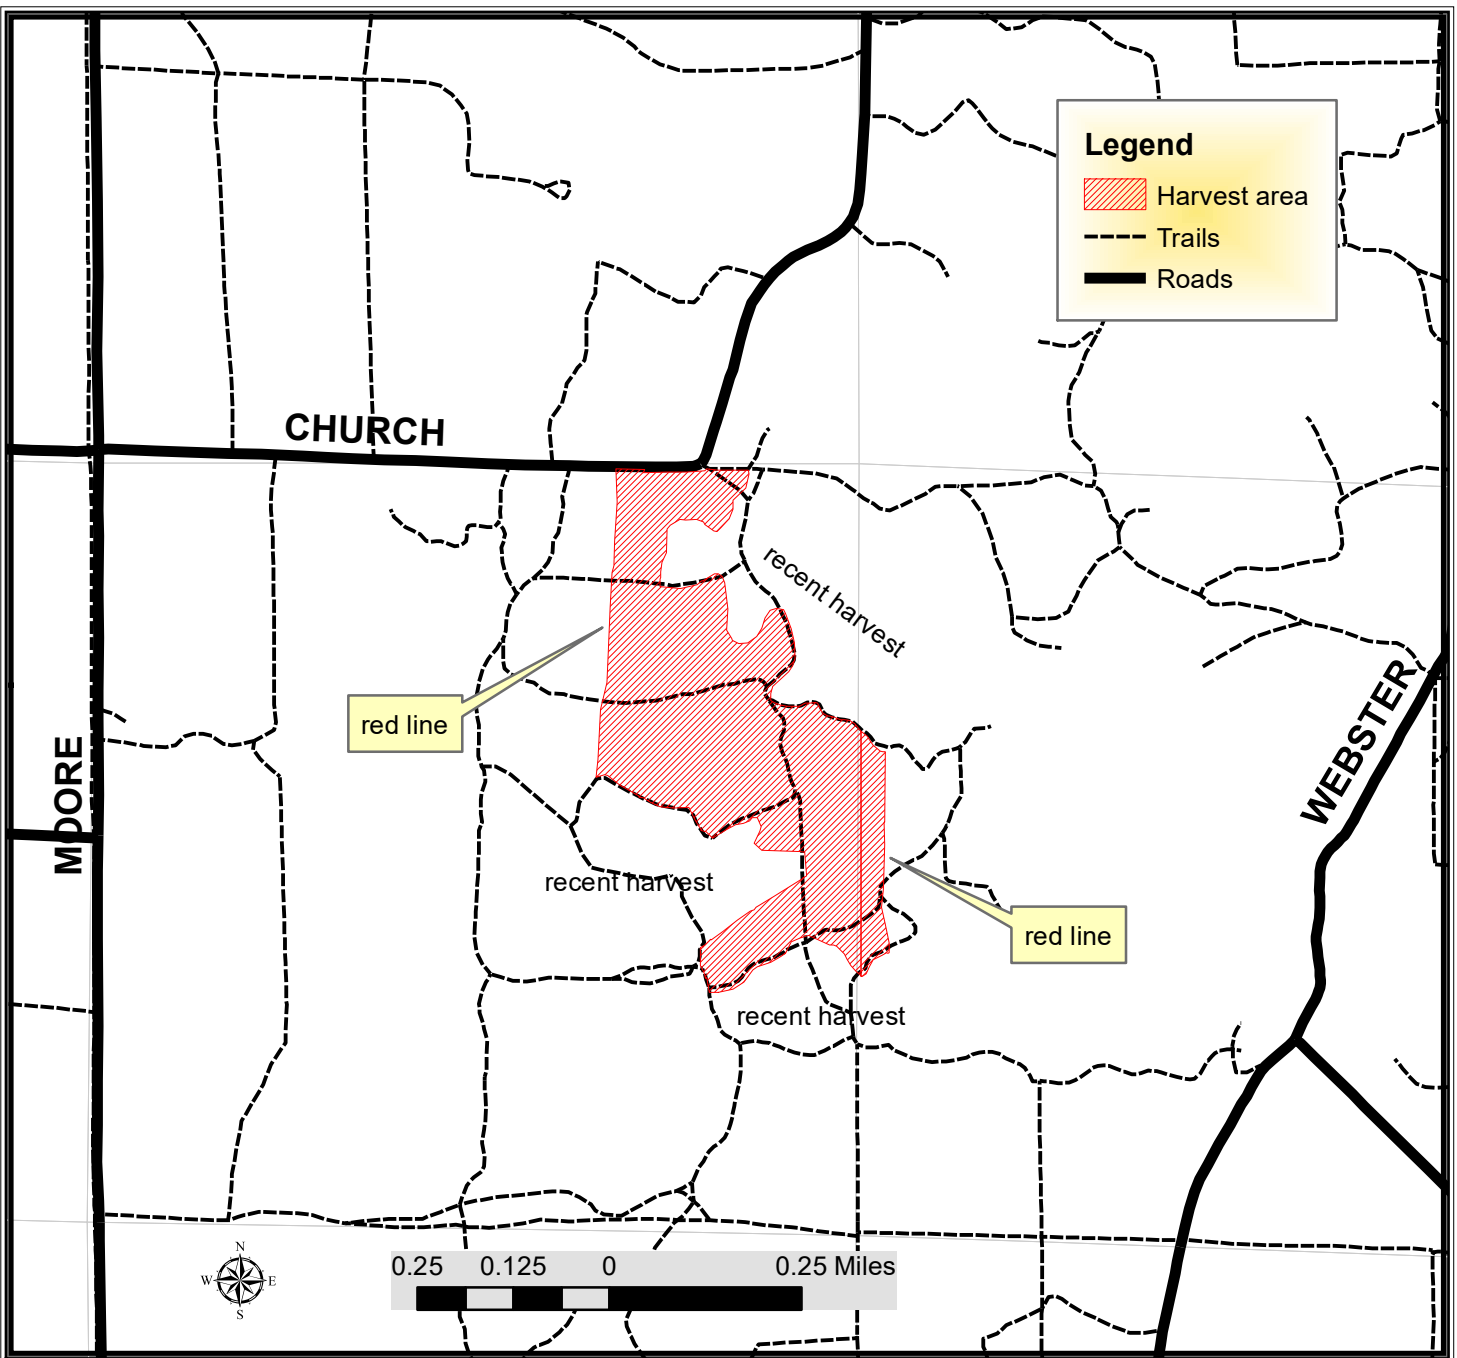 Legend
Harvest area
Trails
Roads
CHURCH
recent harvest
red line
WEBSTER
MOORE
recent harvest
red line
recent harvest
N
W E
S
0.25 0.125 0 0.25 Miles